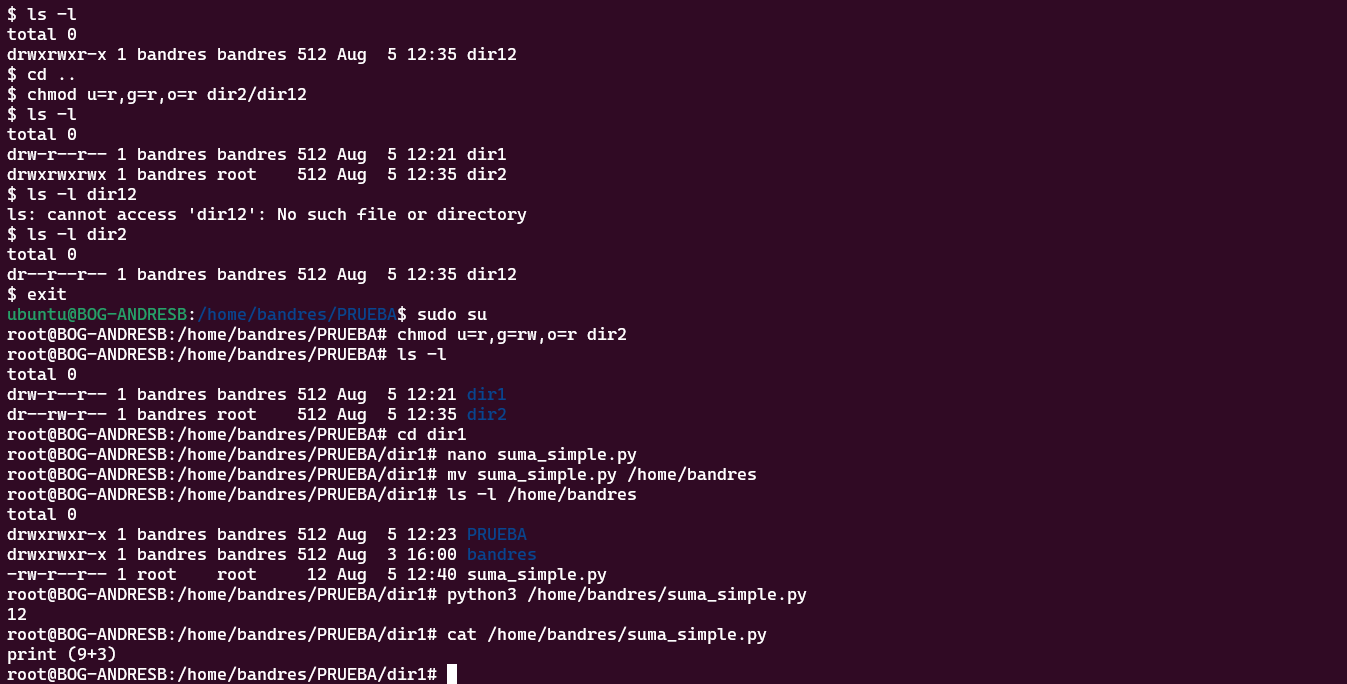 $ ls -l
total 0
drwxrwxr-x 1 bandres bandres 512 Aug  5 12:35 dir12
$ cd ..
$ chmod u=r,g=r,o=r dir2/dir12
$ ls -l
total 0
drw-r--r-- 1 bandres bandres 512 Aug  5 12:21 dir1
drwxrwxrwx 1 bandres root    512 Aug  5 12:35 dir2
$ ls -l dir12
ls: cannot access 'dir12': No such file or directory
$ ls -l dir2
total 0
dr--r--r-- 1 bandres bandres 512 Aug  5 12:35 dir12
$ exit
ubuntu@BOG-ANDRESB:/home/bandres/PRUEBA$ sudo su
root@BOG-ANDRESB:/home/bandres/PRUEBA# chmod u=r,g=rw,o=r dir2
root@BOG-ANDRESB:/home/bandres/PRUEBA# ls -l
total 0
drw-r--r-- 1 bandres bandres 512 Aug  5 12:21 dir1
dr--rw-r-- 1 bandres root    512 Aug  5 12:35 dir2
root@BOG-ANDRESB:/home/bandres/PRUEBA# cd dir1
root@BOG-ANDRESB:/home/bandres/PRUEBA/dir1# nano suma_simple.py
root@BOG-ANDRESB:/home/bandres/PRUEBA/dir1# mv suma_simple.py /home/bandres
root@BOG-ANDRESB:/home/bandres/PRUEBA/dir1# ls -l /home/bandres
total 0
drwxrwxr-x 1 bandres bandres 512 Aug  5 12:23 PRUEBA
drwxrwxr-x 1 bandres bandres 512 Aug  3 16:00 bandres
-rw-r--r-- 1 root    root     12 Aug  5 12:40 suma_simple.py
root@BOG-ANDRESB:/home/bandres/PRUEBA/dir1# python3 /home/bandres/suma_simple.py
12
root@BOG-ANDRESB:/home/bandres/PRUEBA/dir1# cat /home/bandres/suma_simple.py
print (9+3)
root@BOG-ANDRESB:/home/bandres/PRUEBA/dir1#